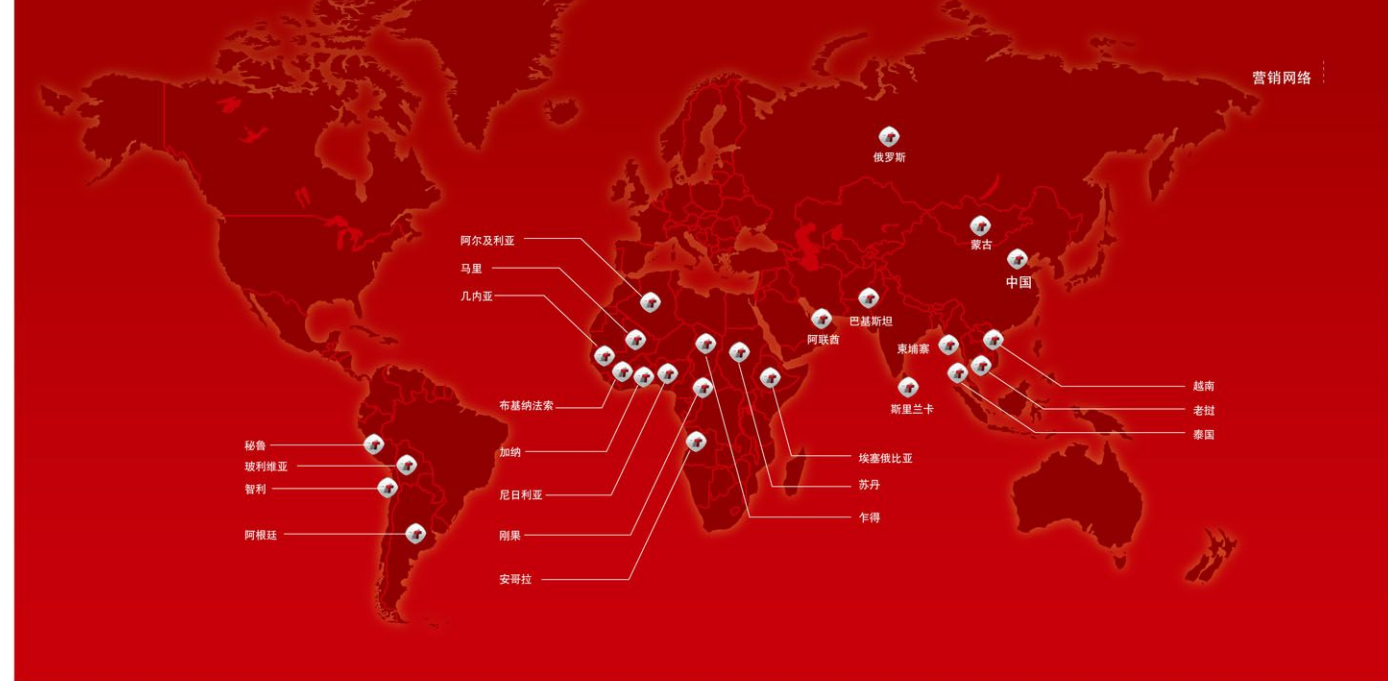 营销网络
俄罗斯
蒙古
中国
巴基斯坦
阿联酋
柬埔寨
斯里兰卡
越南
老挝
泰国
阿尔及利亚
马里
几内亚
布基纳法索
加纳
尼日利亚
刚果
安哥拉
埃塞俄比亚
苏丹
乍得
秘鲁
玻利维亚
智利
阿根廷